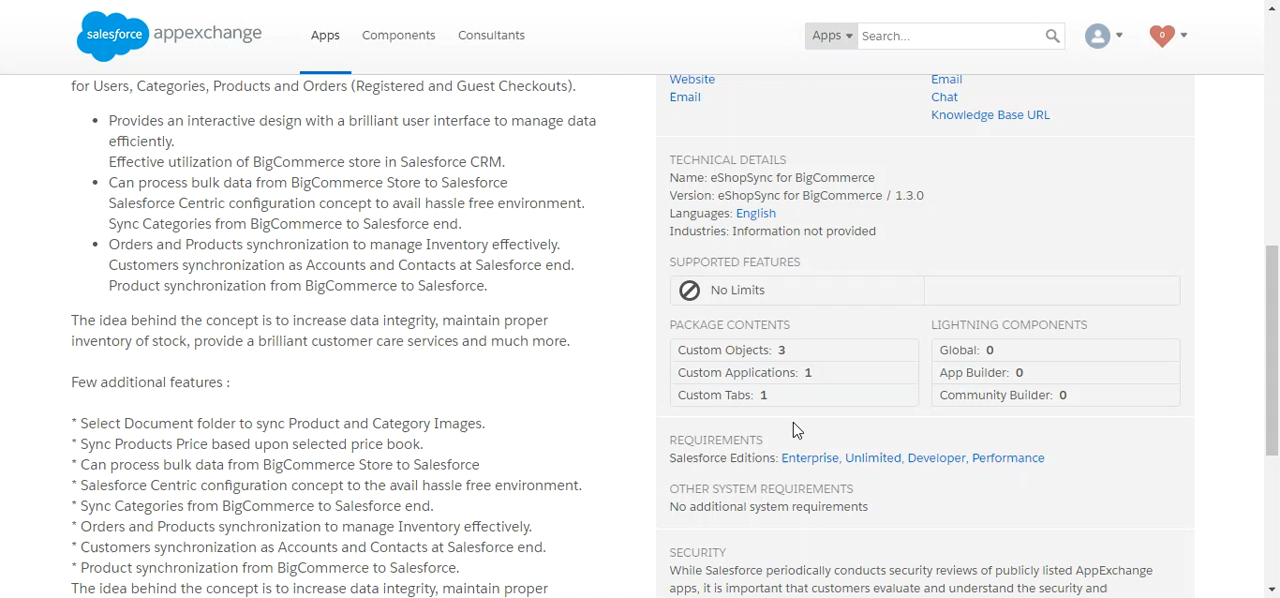 salesforce appexchange Apps Components Consultants Apps Search... 0
for Users, Categories, Products and Orders (Registered and Guest Checkouts).
• Provides an interactive design with a brilliant user interface to manage data
efficiently.
Effective utilization of BigCommerce store in Salesforce CRM.
• Can process bulk data from BigCommerce Store to Salesforce
Salesforce Centric configuration concept to avail hassle free environment.
Sync Categories from BigCommerce to Salesforce end.
• Orders and Products synchronization to manage Inventory effectively.
Customers synchronization as Accounts and Contacts at Salesforce end.
Product synchronization from BigCommerce to Salesforce.
The idea behind the concept is to increase data integrity, maintain proper
inventory of stock, provide a brilliant customer care services and much more.
Few additional features :
* Select Document folder to sync Product and Category Images.
* Sync Products Price based upon selected price book.
* Can process bulk data from BigCommerce Store to Salesforce
* Salesforce Centric configuration concept to the avail hassle free environment.
* Sync Categories from BigCommerce to Salesforce end.
* Orders and Products synchronization to manage Inventory effectively.
* Customers synchronization as Accounts and Contacts at Salesforce end.
* Product synchronization from BigCommerce to Salesforce.
The idea behind the concept is to increase data integrity, maintain proper
Website Email
Email Chat
Knowledge Base URL
TECHNICAL DETAILS
Name: eShopSync for BigCommerce
Version: eShopSync for BigCommerce / 1.3.0
Languages: English
Industries: Information not provided
SUPPORTED FEATURES
No Limits
PACKAGE CONTENTS LIGHTNING COMPONENTS
Custom Objects: 3 Global: 0
Custom Applications: 1 App Builder: 0
Custom Tabs: 1 Community Builder: 0
REQUIREMENTS
Salesforce Editions: Enterprise, Unlimited, Developer, Performance
OTHER SYSTEM REQUIREMENTS
No additional system requirements
SECURITY
While Salesforce periodically conducts security reviews of publicly listed AppExchange
apps, it is important that customers evaluate and understand the security and